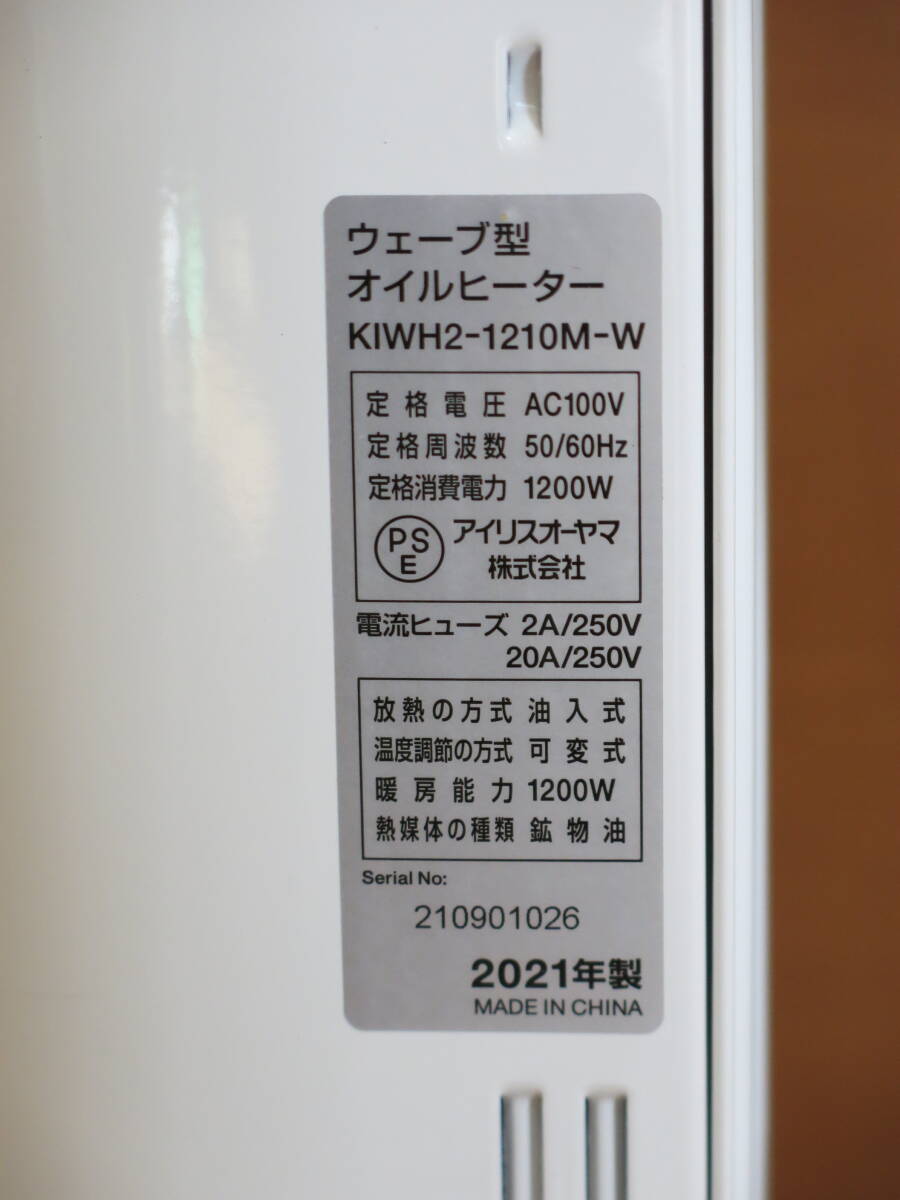 ウェーブ型
オイルヒーター
KIWH2-1210M-W
定格電圧 AC100V
定格周波数 50/60Hz
定格消費電力 1200W
PS
E
アイリスオーヤマ
株式会社
電流ヒューズ 2A/250V
20A/250V
放熱の方式 油入式
温度調節の方式 可変式
暖房能力 1200W
熱媒体の種類 鉱物油
Serial No:
210901026
2021年製
MADE IN CHINA